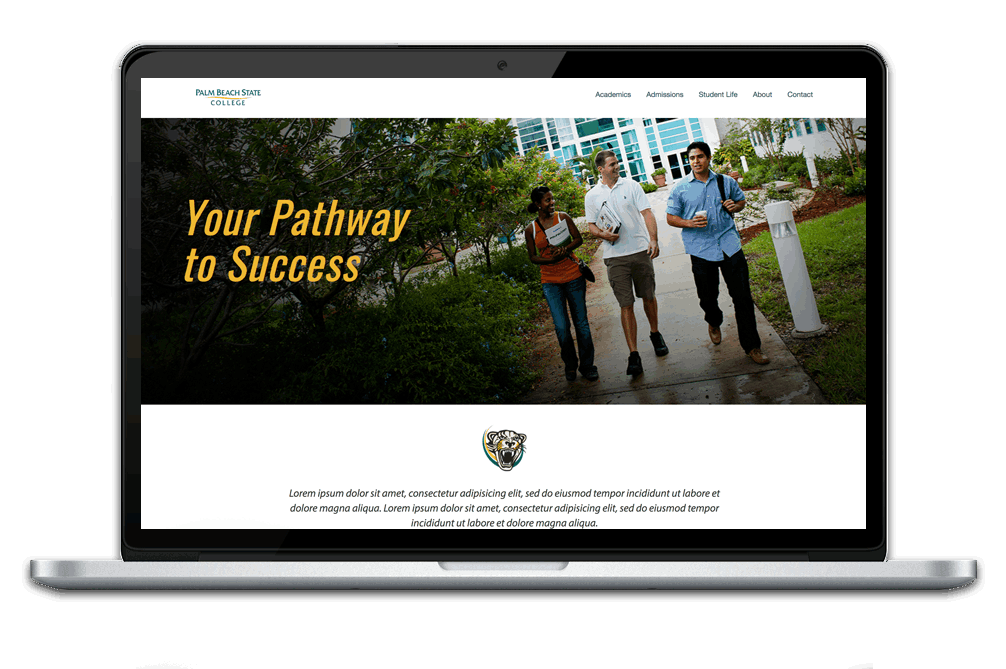 PALM BEACH STATE
COLLEGE
Academics Admissions Student Life About Contact
Your Pathway
to Success
Lorem ipsum dolor sit amet, consectetur adipisicing elit, sed do eiusmod tempor incididunt ut labore et
dolore magna aliqua. Lorem ipsum dolor sit amet, consectetur adipisicing elit, sed do eiusmod tempor
incididunt ut labore et dolore magna aliqua.